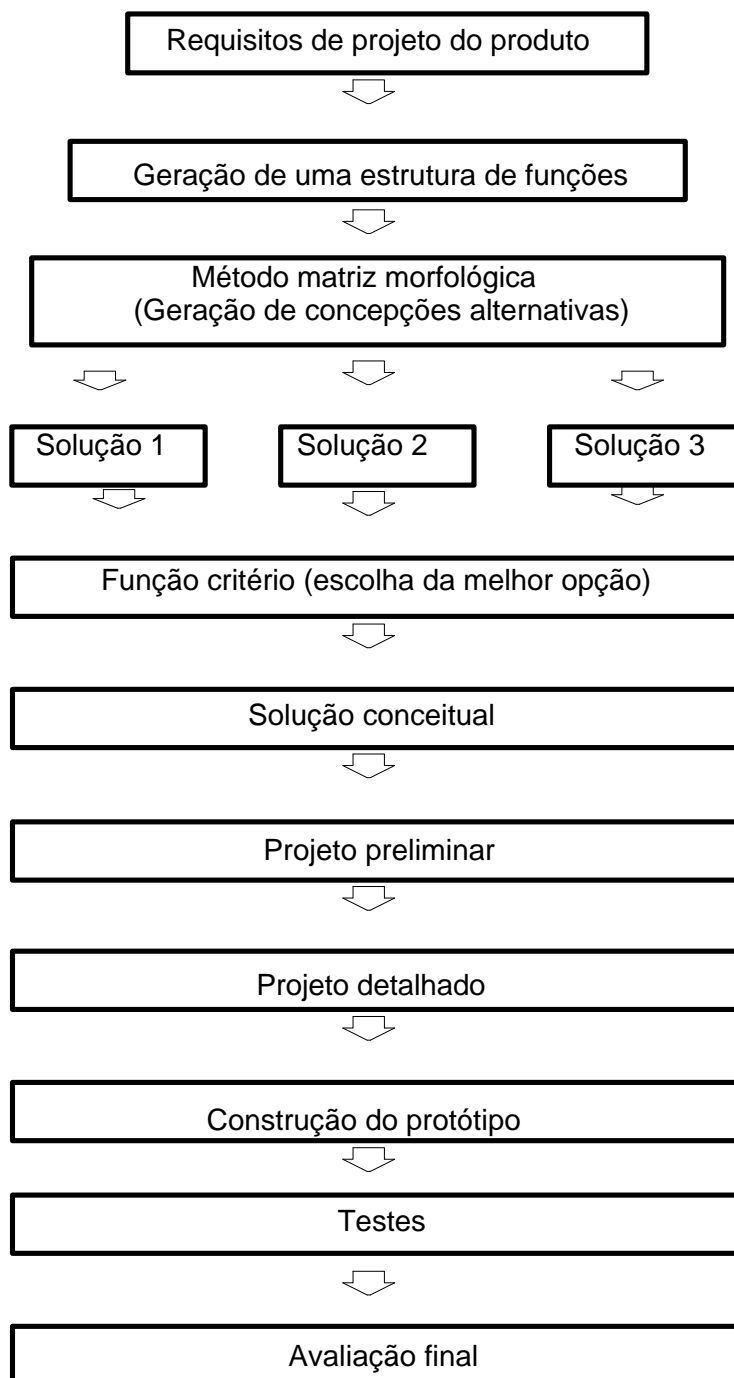 Requisitos de projeto do produto
Geração de uma estrutura de funções
Método matriz morfológica
(Geração de concepções alternativas)
Solução 1
Solução 2
Solução 3
Função critério (escolha da melhor opção)
Solução conceitual
Projeto preliminar
Projeto detalhado
Construção do protótipo
Testes
Avaliação final